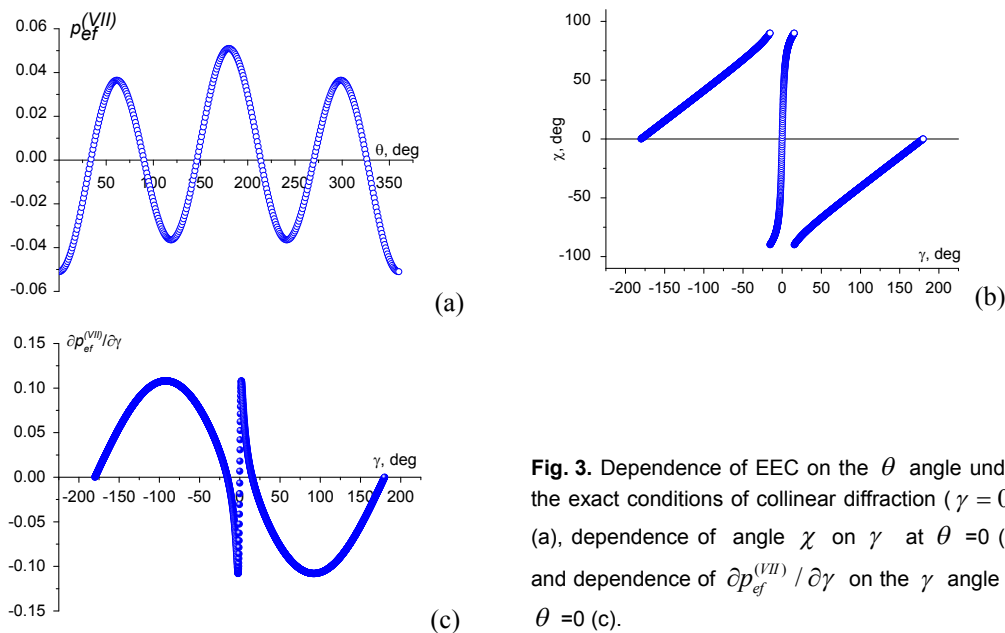 p_ef^(VII)
0.06
0.04
0.02
0.00
-0.02
-0.04
-0.06
50 100 150 200 250 300 350
θ, deg
(a)
χ, deg
100
50
0
-50
-100
-200 -150 -100 -50 0 50 100 150 200
γ, deg
(b)
∂p_ef^(VII)/∂γ
0.15
0.10
0.05
0.00
-0.05
-0.10
-0.15
-200 -150 -100 -50 0 50 100 150 200
γ, deg
(c)
Fig. 3. Dependence of EEC on the θ angle und
the exact conditions of collinear diffraction ( γ = 0
(a), dependence of angle χ on γ at θ =0 (
and dependence of ∂p_ef^(VII) / ∂γ on the γ angle
θ =0 (c).